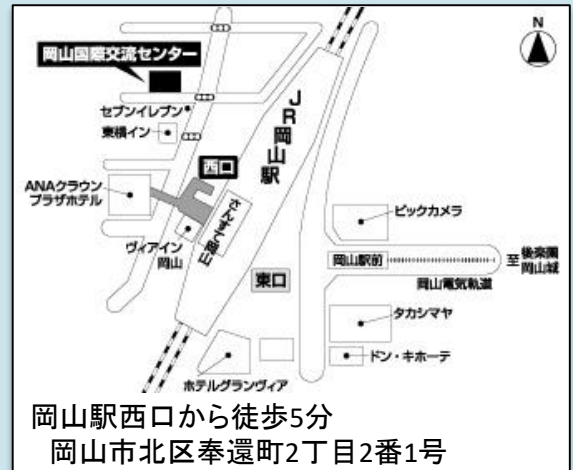 N
岡山国際交流センター
セブンイレブン
東横イン
西口
JR岡山駅
ANAクラウン
プラザホテル
さんすて岡山
ヴィアイン
岡山
ビックカメラ
岡山駅前
至 後楽園
岡山城
岡山電気軌道
東口
タカシマヤ
ドン・キホーテ
ホテルグランヴィア
岡山駅西口から徒歩5分
岡山市北区奉還町2丁目2番1号